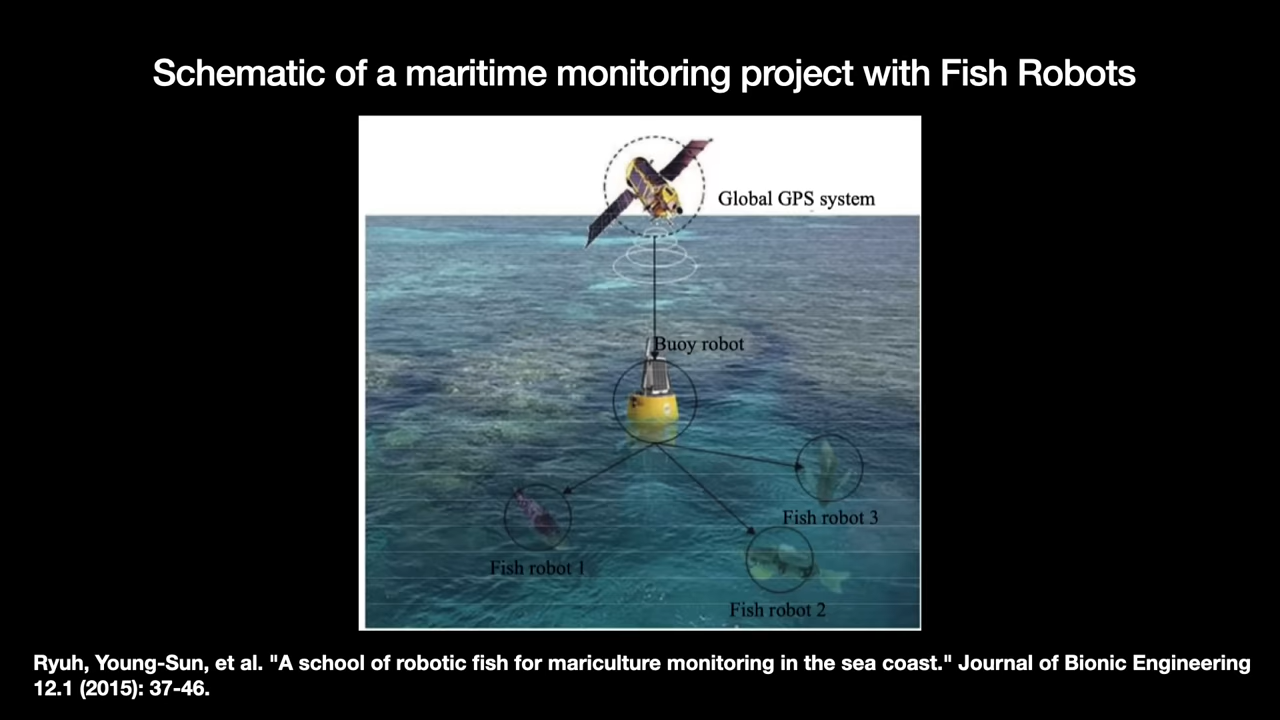 Schematic of a maritime monitoring project with Fish Robots
Global GPS system
Buoy robot
Fish robot 3
Fish robot 1
Fish robot 2
Ryuh, Young-Sun, et al. "A school of robotic fish for mariculture monitoring in the sea coast." Journal of Bionic Engineering
12.1 (2015): 37-46.